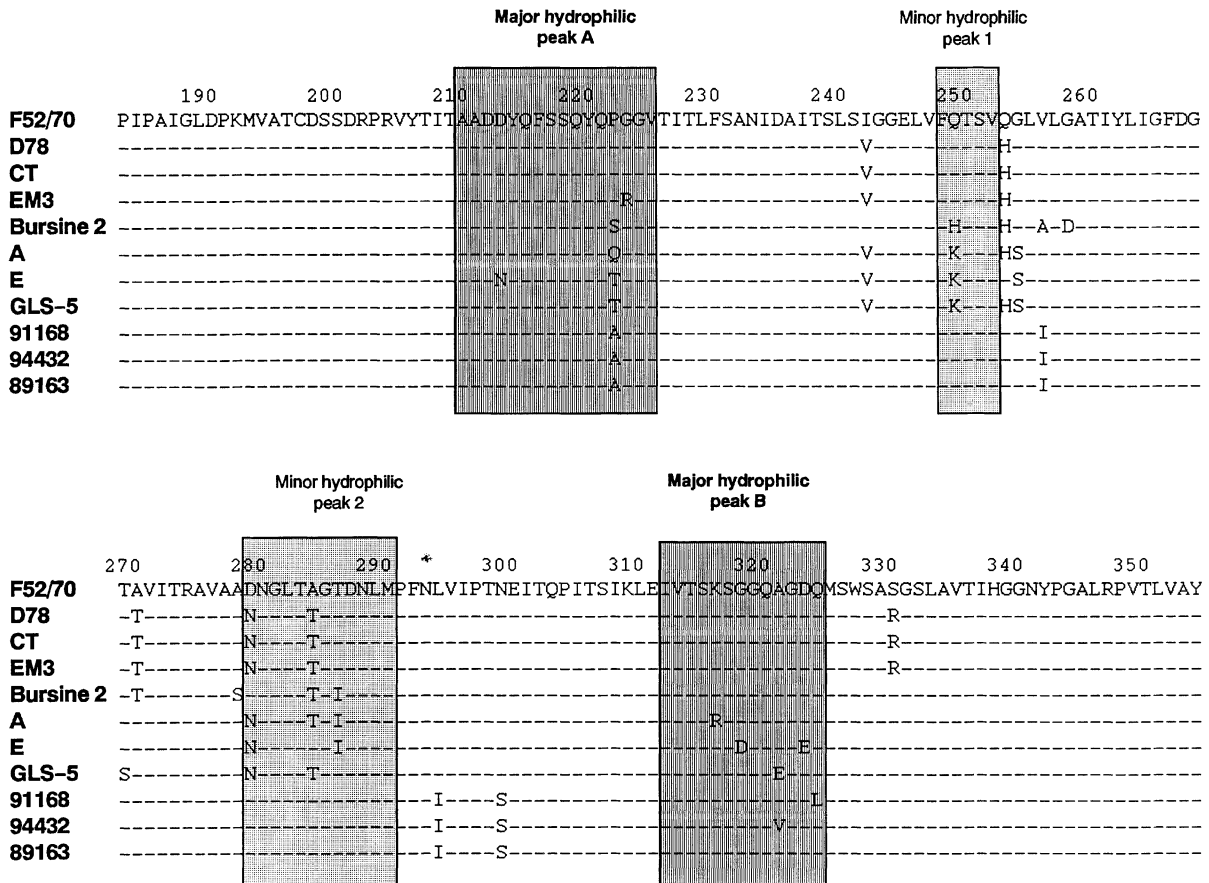 Major hydrophilic
peak A
Minor hydrophilic
peak 1
190 200 210 220 230 240 250 260
F52/70 PIPAIGLDPKMVATCDSSDRPRVYTITAADDYQFSSQYQPGGVTITLFSANIDAITSLSIGGELVFQTSVQGLVLGATIYLIGFDG
D78 -----------------------------------------------------------V----------H---------------
CT -----------------------------------------------------------V----------H---------------
EM3 ----------------------------------------R------------------V----------H---------------
Bursine 2 ---------------------------------------S--------------------------H---H--A-D----------
A ---------------------------------------Q-------------------V------K---HS--------------
E ------------------------------N--------T-------------------V------K----S--------------
GLS-5 ---------------------------------------T-------------------V------K---HS--------------
91168 ---------------------------------------A---------------------------------I------------
94432 ---------------------------------------A---------------------------------I------------
89163 ---------------------------------------A---------------------------------I------------
Minor hydrophilic
peak 2
Major hydrophilic
peak B
270 280 290 300 310 320 330 340 350
F52/70 TAVITRAVAADNGLTAGTDNLMPFNLVIPTNEITQPITSIKLEIVTSKSGGQAGDQMSWSASGSLAVTIHGGNYPGALRPVTLVAY
D78 -T--------N----T---------------------------------------------R------------------------
CT -T--------N----T---------------------------------------------R------------------------
EM3 -T--------N----T---------------------------------------------R------------------------
Bursine 2 -T-------S-----T-I--------------------------------------------------------------------
A ----------N----T-I-----------------------------R--------------------------------------
E ----------N------I-------------------------------D----E-------------------------------
GLS-5 S---------N----T------------------------------------E---------------------------------
91168 -------------------------I----S------------------------L------------------------------
94432 -------------------------I----S---------------------V---------------------------------
89163 -------------------------I----S-------------------------------------------------------